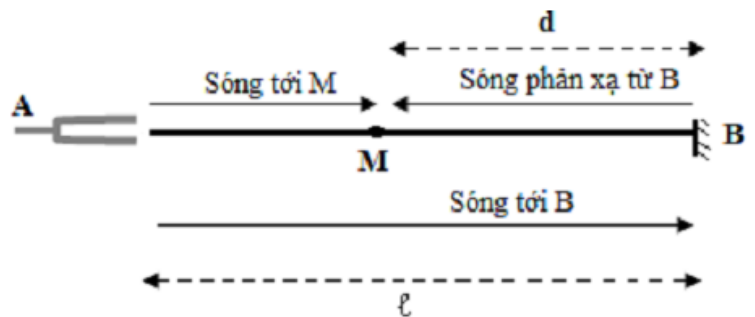 d
Sóng tới M
Sóng phản xạ từ B
A
B
M
Sóng tới B
ℓ